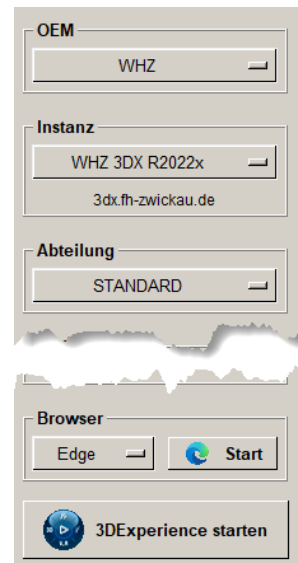 OEM
WHZ
Instanz
WHZ 3DX R2022x
3dx.fh-zwickau.de
Abteilung
STANDARD
Browser
Edge
Start
3DExperience starten